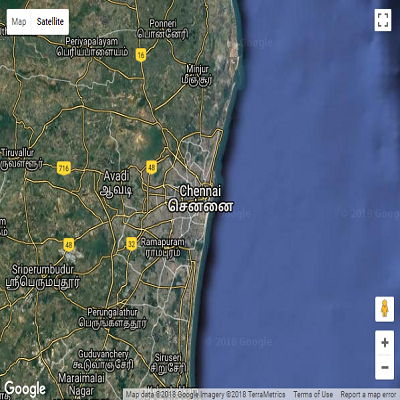 Map Satellite
Ponneri
பொன்னேரி
Periyapalayam
பெரியபாளையம்
16
Minjur
மீஞ்சூர்
© 2018 Google
Tiruvallur
716
48
Avadi
ஆவடி
Chennai
சென்னை
© 2018 Google
48
32
Ramapuram
ராமபுரம்
Sriperumbudur
ஸ்ரீபெரும்புதூர்
Perungalathur
பெருங்களத்தூர்
© 2018 Google
Guduvanchery
கூடுவாஞ்சேரி
Siruseri
சிறுசேரி
Maraimalai
Nagar
Google
Map data ©2018 Google Imagery ©2018 TerraMetrics Terms of Use Report a map error